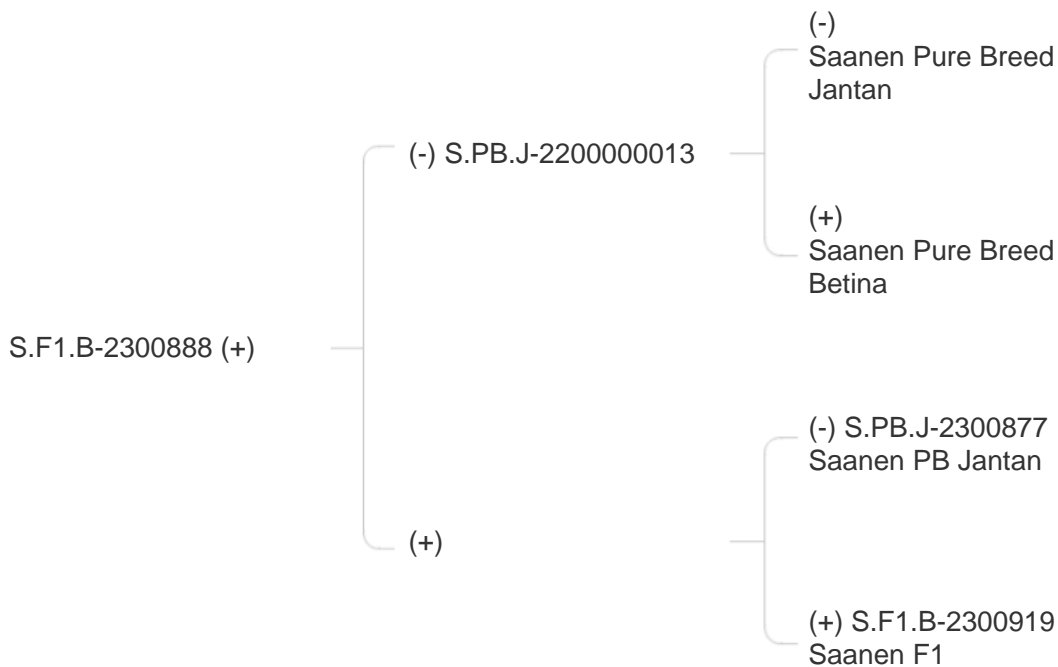 (-)
Saanen Pure Breed
Jantan
(-) S.PB.J-2200000013
(+)
Saanen Pure Breed
Betina
S.F1.B-2300888 (+)
(-) S.PB.J-2300877
Saanen PB Jantan
(+)
(+) S.F1.B-2300919
Saanen F1